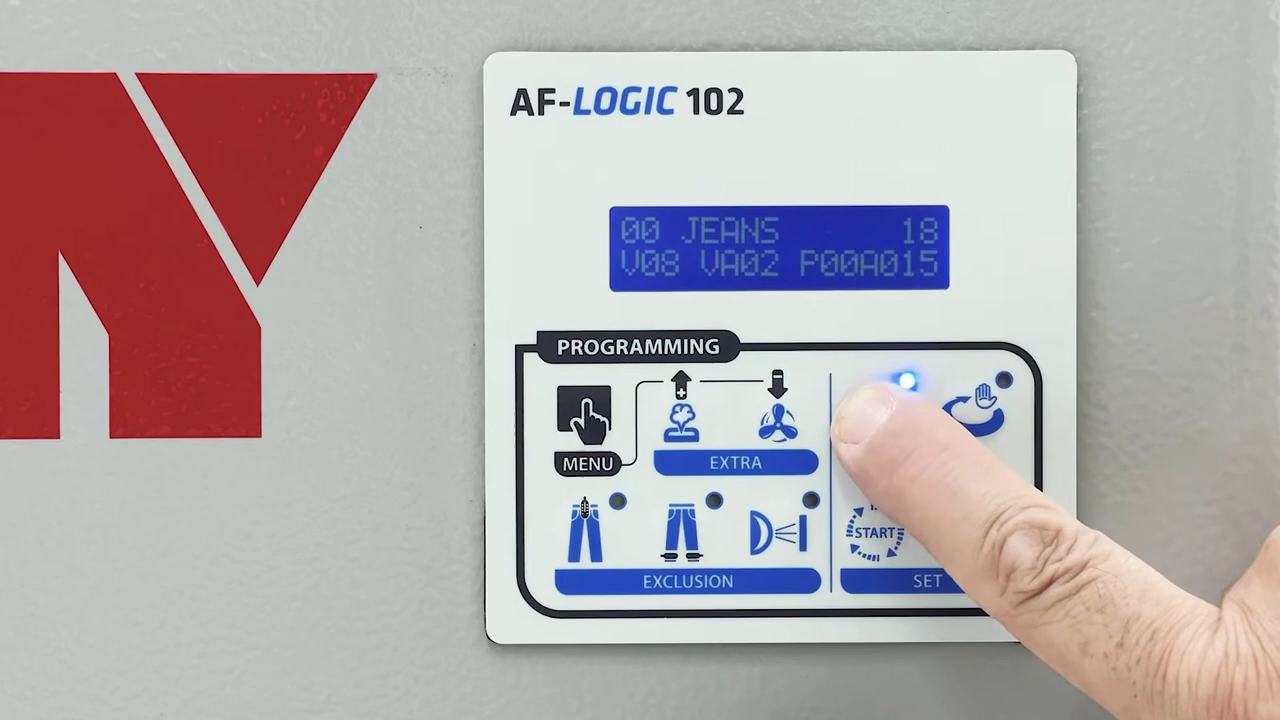 AF-LOGIC 102
00 JEANS 18
V08 VA02 P00A015
PROGRAMMING
MENU
EXTRA
START
EXCLUSION
SET